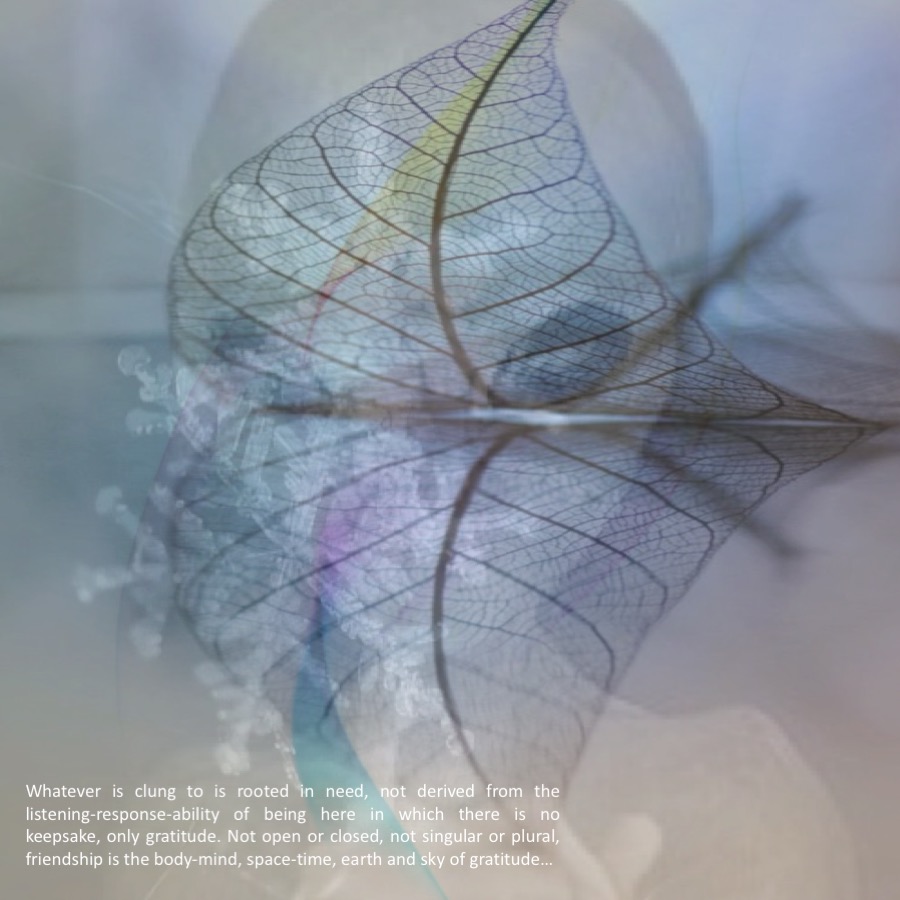 Whatever is clung to is rooted in need, not derived from the
listening-response-ability of being here in which there is no
keepsake, only gratitude. Not open or closed, not singular or plural,
friendship is the body-mind, space-time, earth and sky of gratitude...